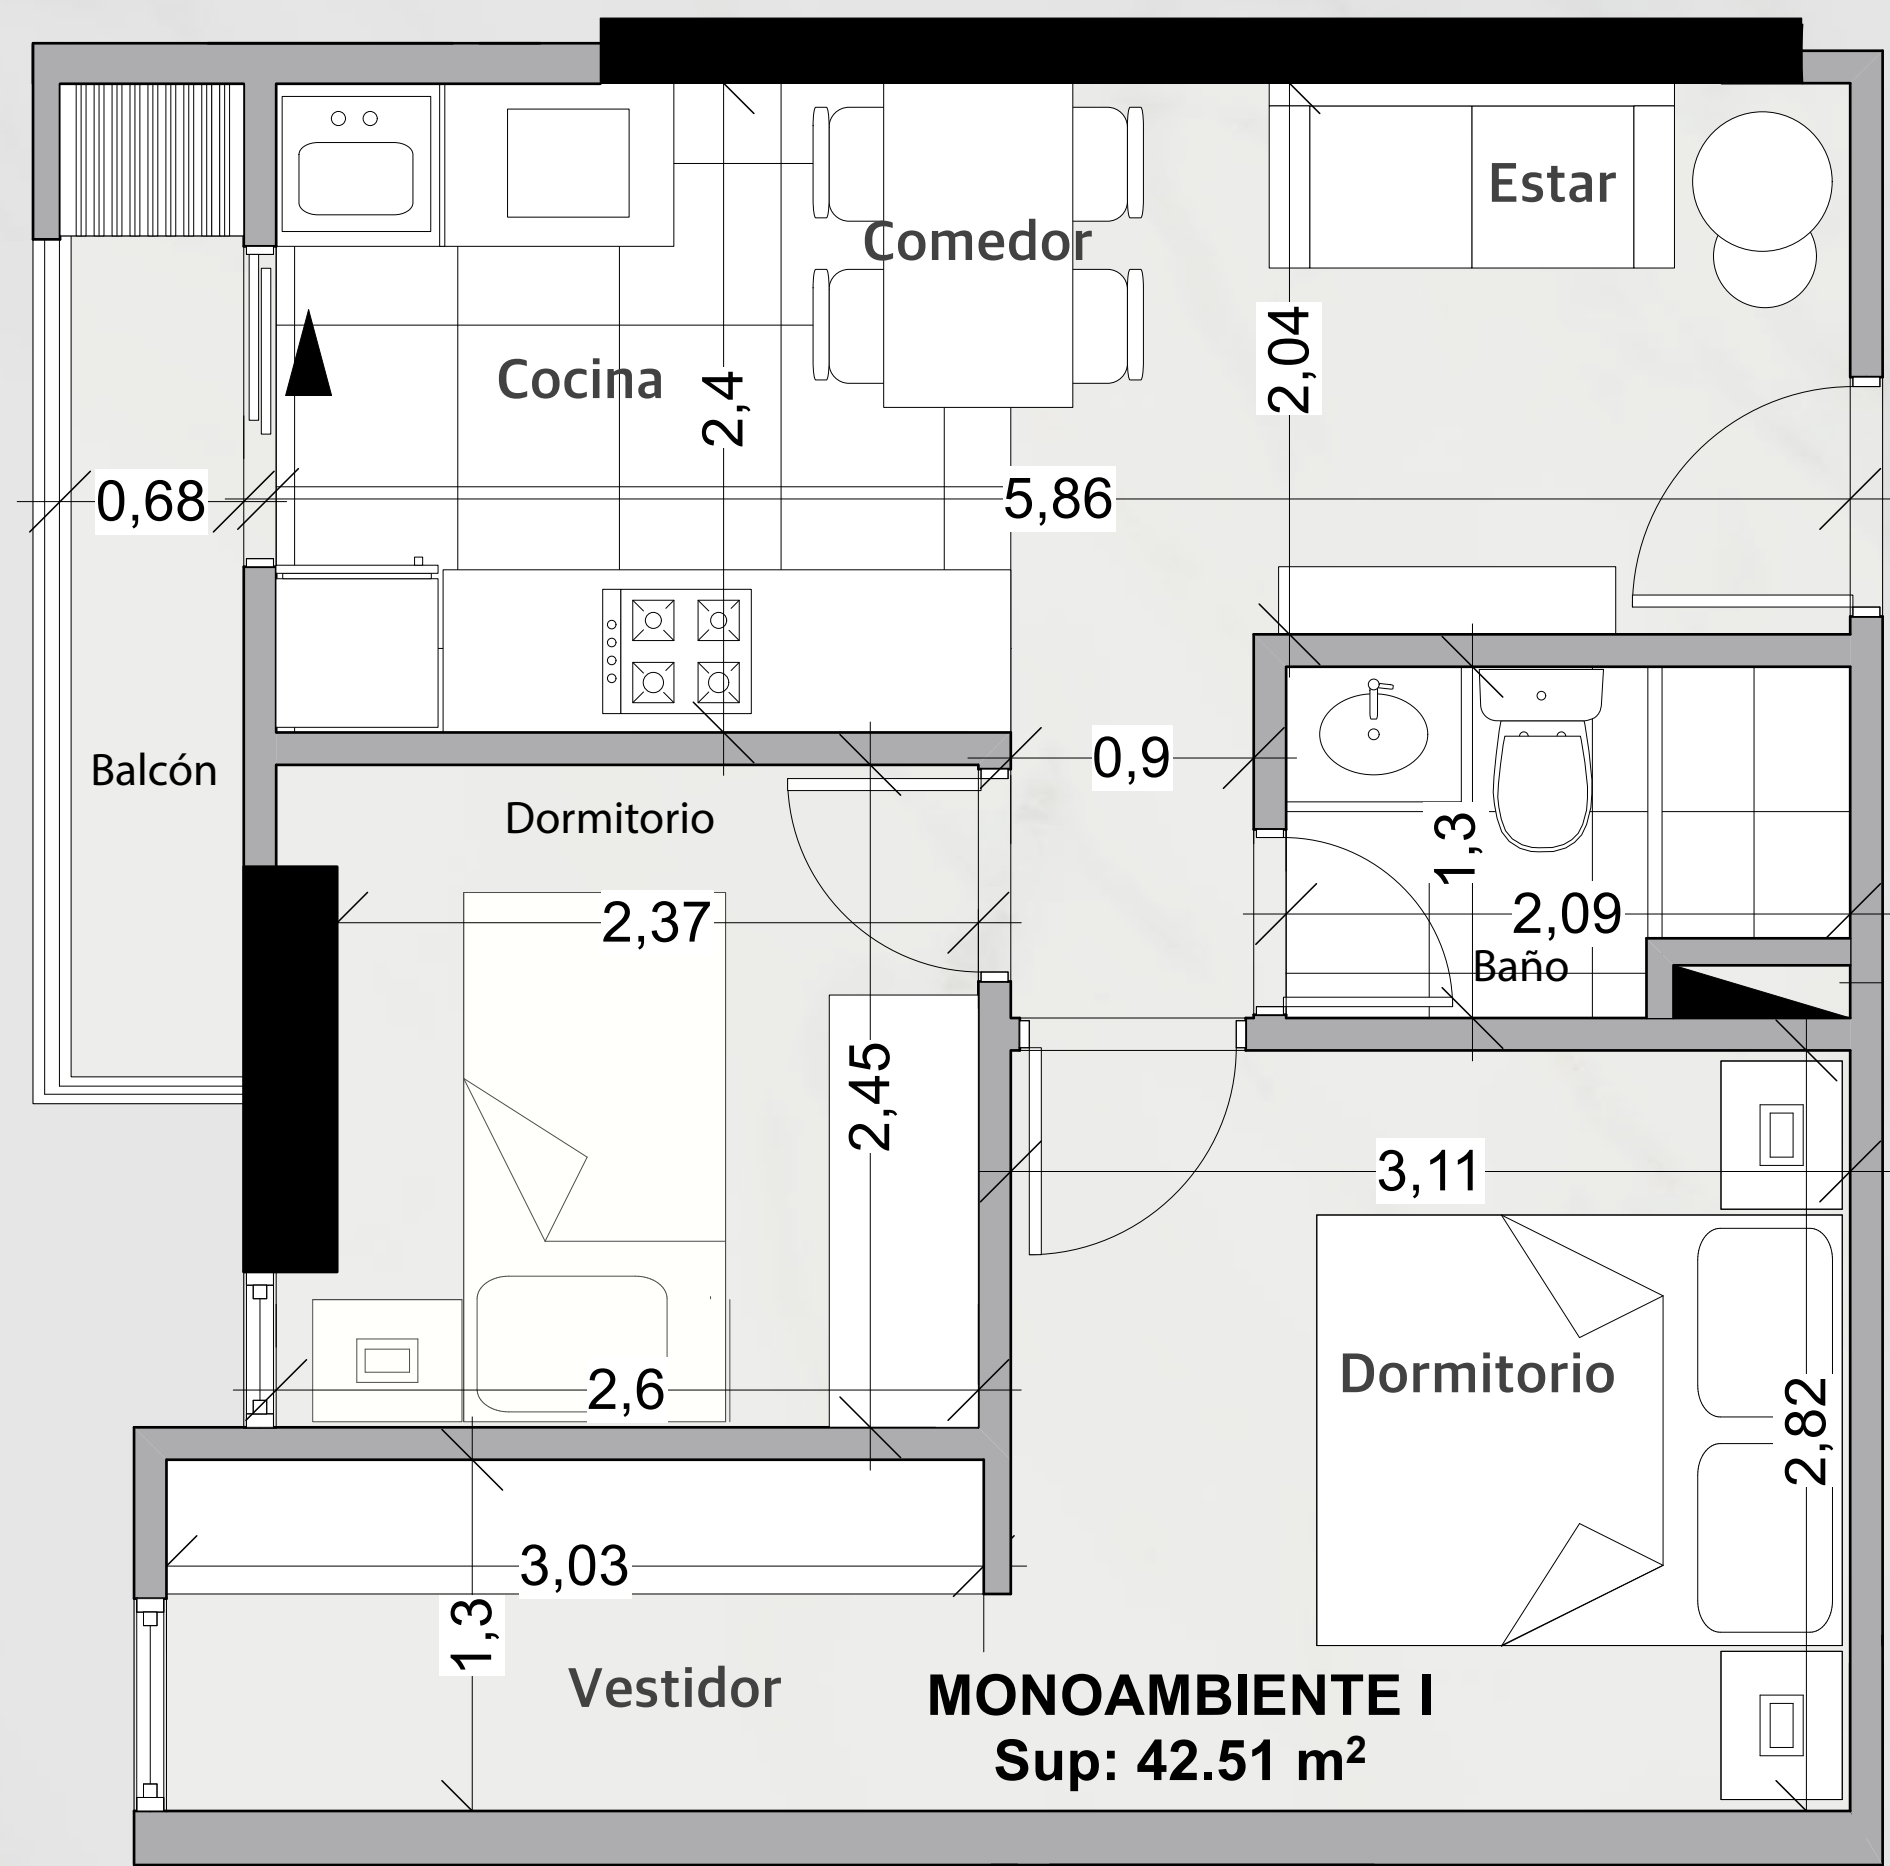 Estar
Comedor
2,04
Cocina
2,4
0,68
5,86
Balcón
0,9
Dormitorio
1,3
2,37
2,09
Baño
2,45
3,11
Dormitorio
2,6
2,82
3,03
1,3
Vestidor
MONOAMBIENTE I
Sup: 42.51 m²